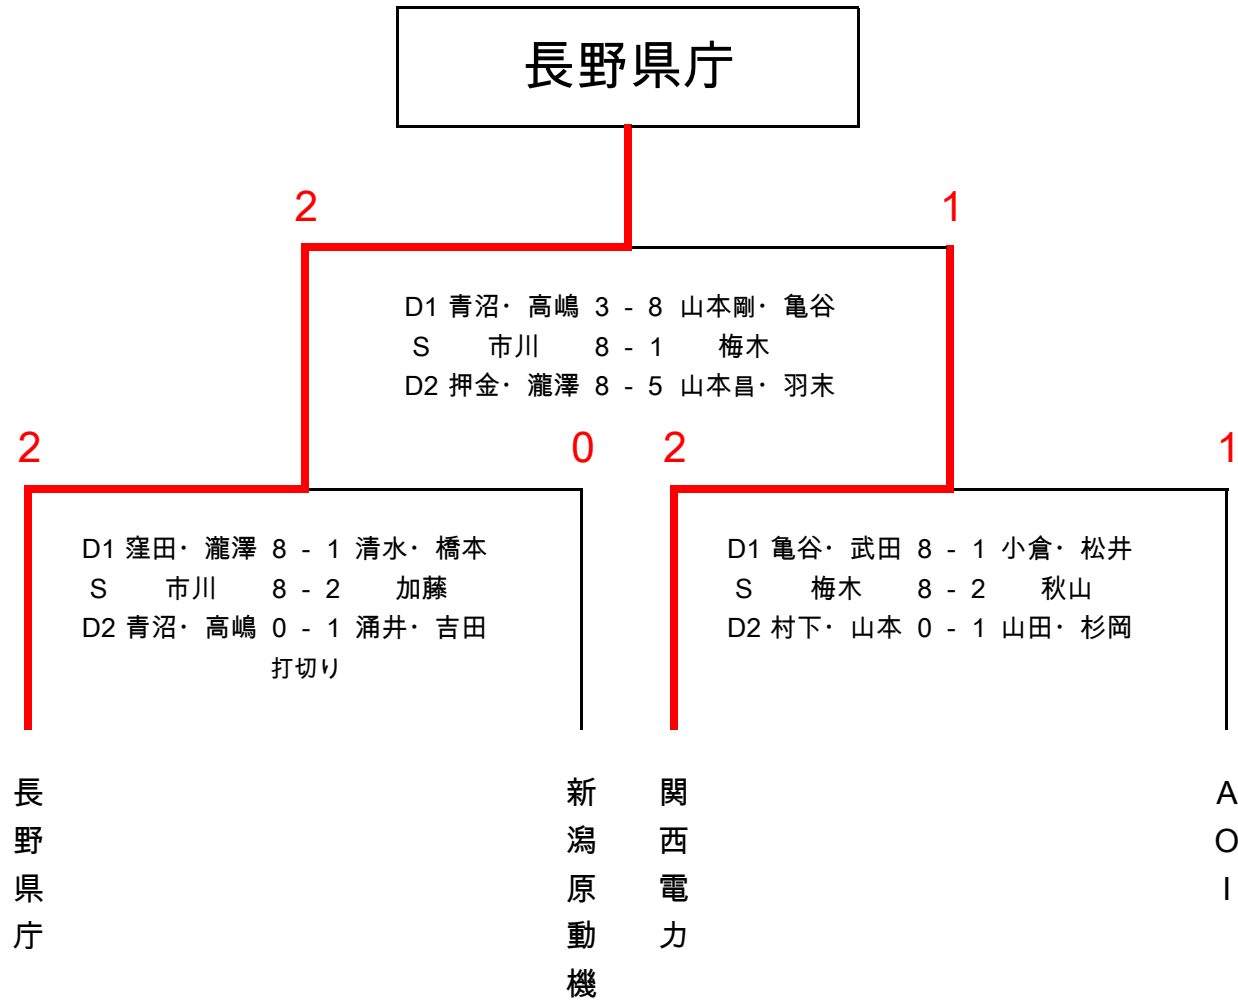 長野県庁
2 1
D1 青沼・高嶋 3 - 8 山本剛・亀谷
S 市川 8 - 1 梅木
D2 押金・瀧澤 8 - 5 山本昌・羽末
2 0 2 1
D1 窪田・瀧澤 8 - 1 清水・橋本
S 市川 8 - 2 加藤
D2 青沼・高嶋 0 - 1 涌井・吉田
打切り
D1 亀谷・武田 8 - 1 小倉・松井
S 梅木 8 - 2 秋山
D2 村下・山本 0 - 1 山田・杉岡
長野県庁
新潟原動機
関西電力
AOI